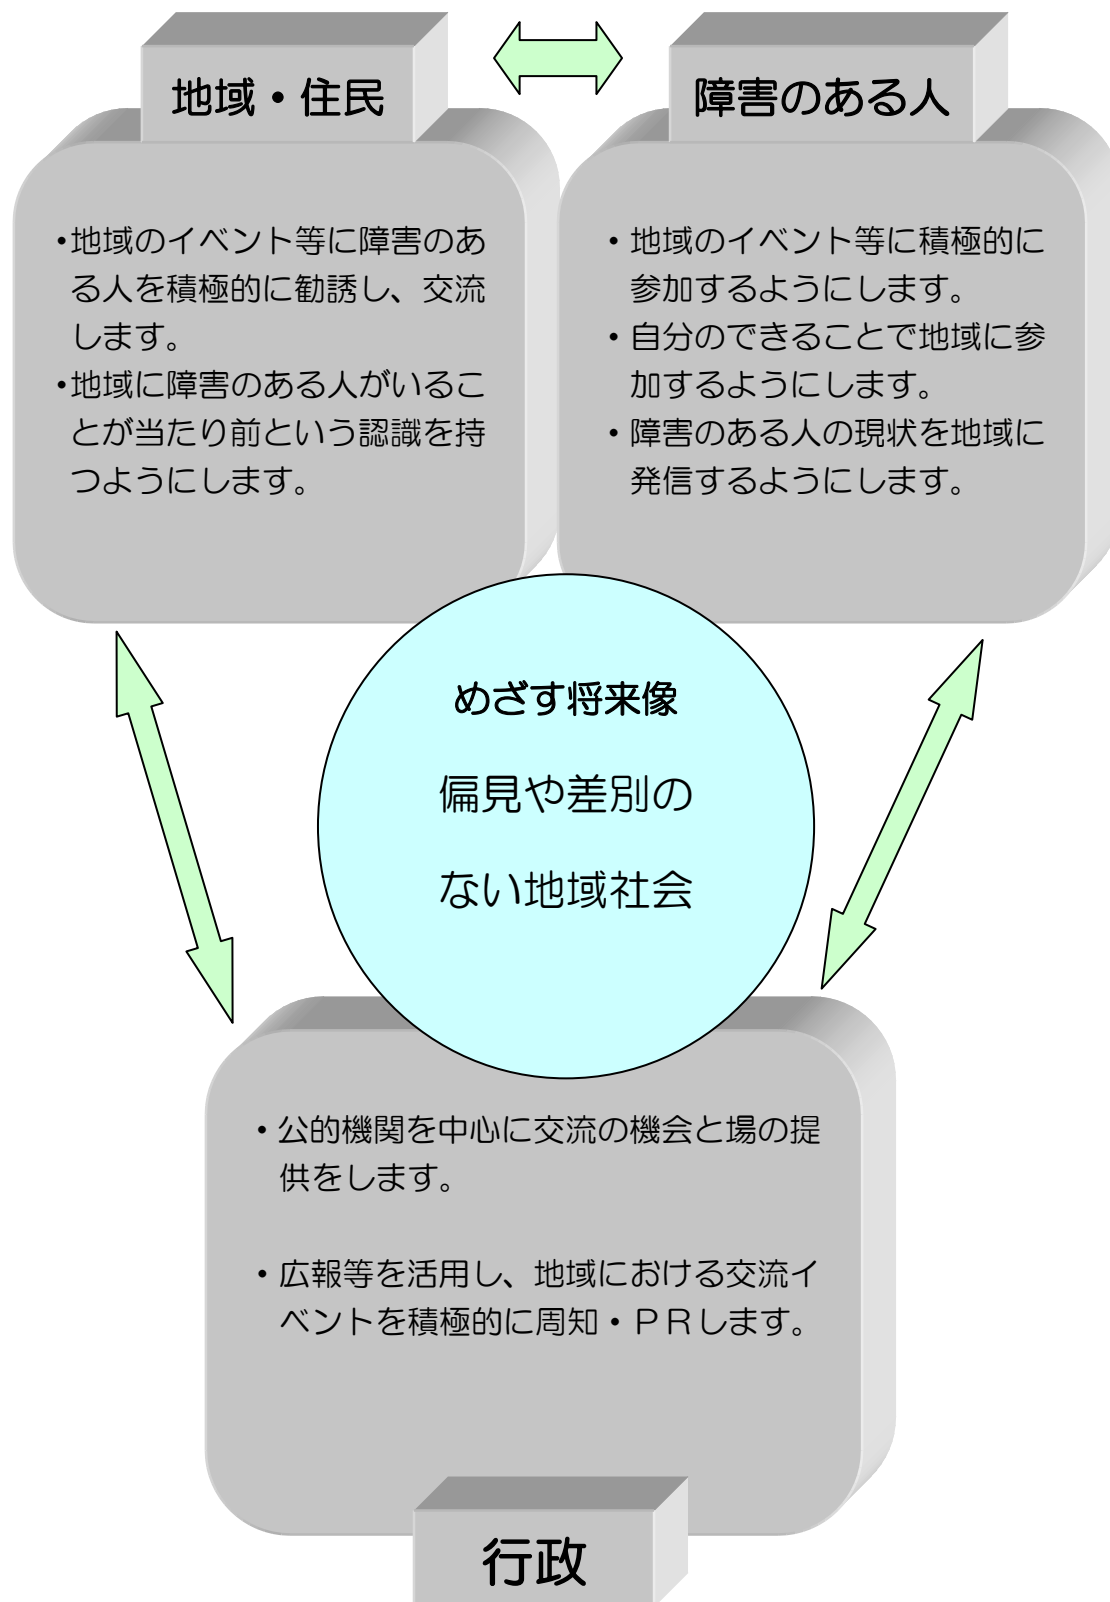 地域・住民
・地域のイベント等に障害のあ
る人を積極的に勧誘し、交流
します。
・地域に障害のある人がいるこ
とが当たり前という認識を持
つようにします。
障害のある人
・地域のイベント等に積極的に
参加するようにします。
・自分のできることで地域に参
加するようにします。
・障害のある人の現状を地域に
発信するようにします。
めざす将来像
偏見や差別の
ない地域社会
・公的機関を中心に交流の機会と場の提
供をします。
・広報等を活用し、地域における交流イ
ベントを積極的に周知・ＰＲします。
行政